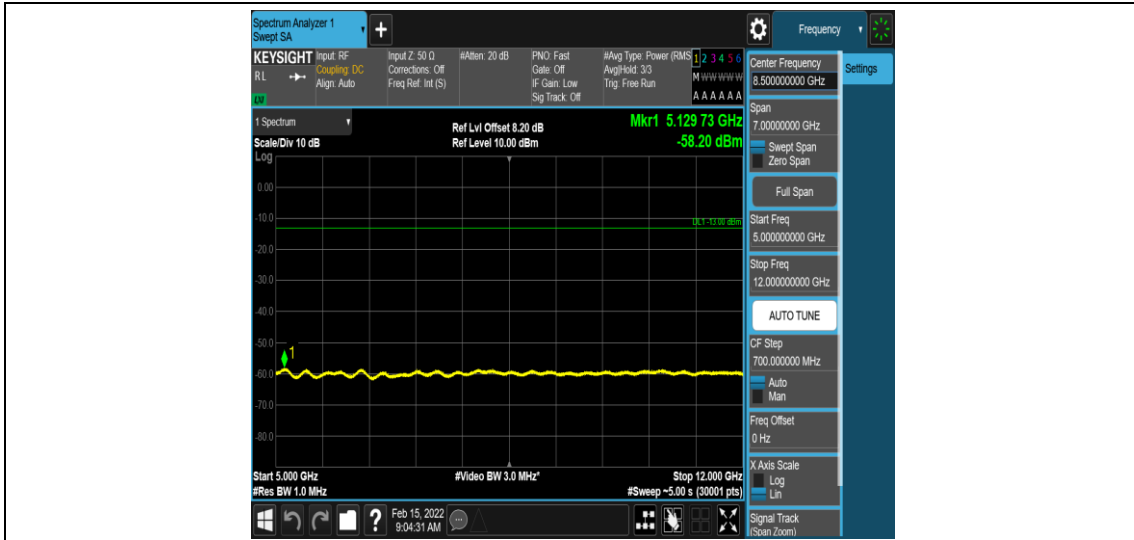 Spectrum Analyzer 1
Swept SA
+
Frequency
KEYSIGHT
RL
Input: RF
Coupling: DC
Align: Auto
Input Z: 50 Ω
Corrections: Off
Freq Ref: Int (S)
#Atten: 20 dB
PNO: Fast
Gate: Off
IF Gain: Low
Sig Track: Off
#Avg Type: Power (RMS
Avg|Hold: 3/3
Trig: Free Run
1 2 3 4 5 6
M W W W W W
A A A A A A
1 Spectrum
Scale/Div 10 dB
Log
Ref Lvl Offset 8.20 dB
Ref Level 10.00 dBm
Mkr1 5.129 73 GHz
-58.20 dBm
0.00
-10.0
DL1 -13.00 dBm
-20.0
-30.0
-40.0
-50.0
1
-60.0
-70.0
-80.0
Start 5.000 GHz
#Res BW 1.0 MHz
#Video BW 3.0 MHz*
Stop 12.000 GHz
#Sweep ~5.00 s (30001 pts)
Center Frequency
8.500000000 GHz
Settings
Span
7.00000000 GHz
Swept Span
Zero Span
Full Span
Start Freq
5.000000000 GHz
Stop Freq
12.000000000 GHz
AUTO TUNE
CF Step
700.000000 MHz
Auto
Man
Freq Offset
0 Hz
X Axis Scale
Log
Lin
Signal Track
(Span Zoom)
?
Feb 15, 2022
9:04:31 AM